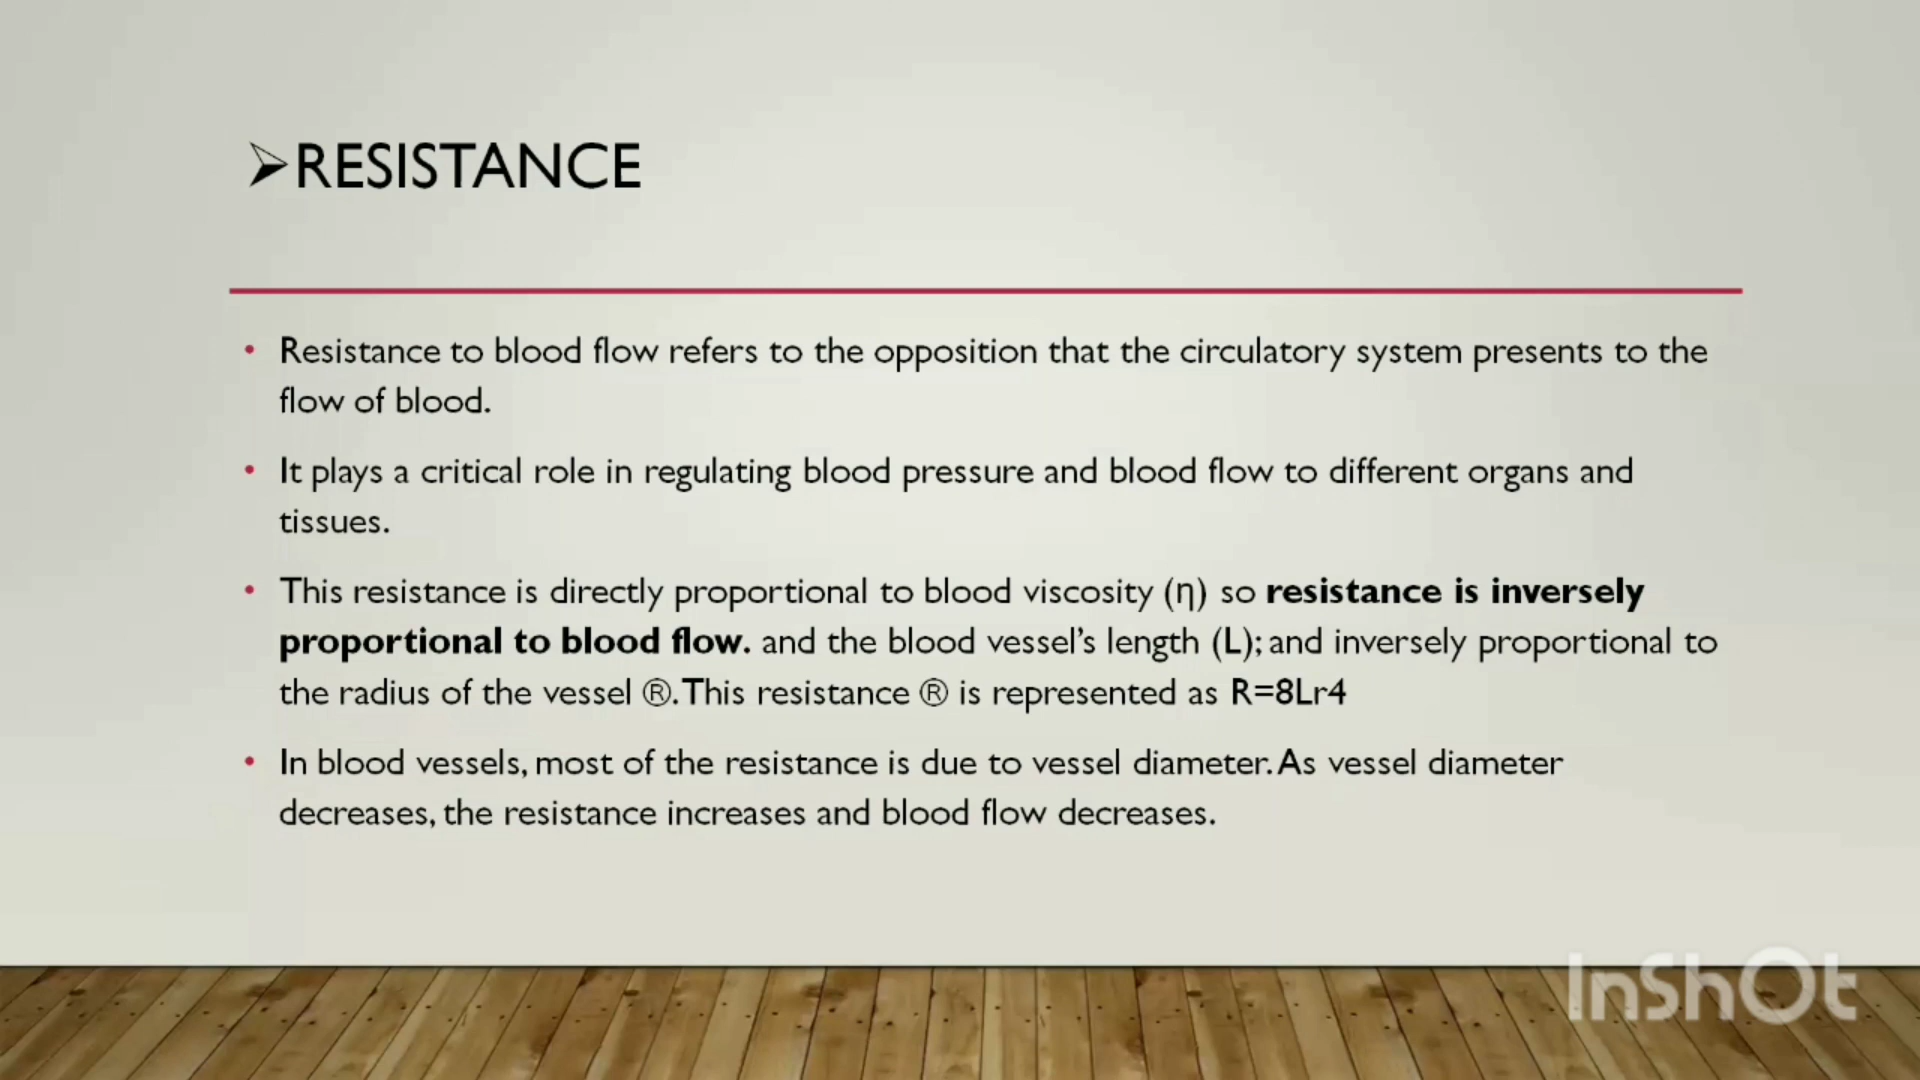 ➢RESISTANCE
• Resistance to blood flow refers to the opposition that the circulatory system presents to the
flow of blood.
• It plays a critical role in regulating blood pressure and blood flow to different organs and
tissues.
• This resistance is directly proportional to blood viscosity (η) so resistance is inversely
proportional to blood flow. and the blood vessel’s length (L); and inversely proportional to
the radius of the vessel ®. This resistance ® is represented as R=8Lr4
• In blood vessels, most of the resistance is due to vessel diameter. As vessel diameter
decreases, the resistance increases and blood flow decreases.
InShOt